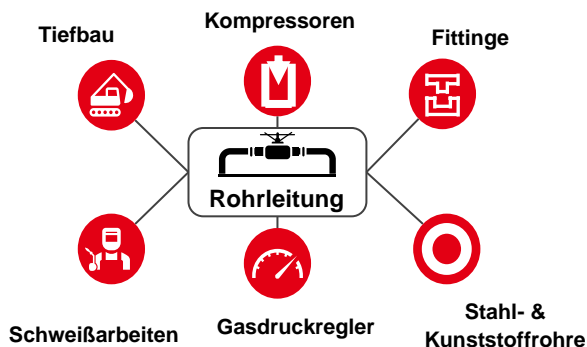 Tiefbau
Kompressoren
Fittinge
Rohrleitung
Schweißarbeiten
Gasdruckregler
Stahl- &
Kunststoffrohre